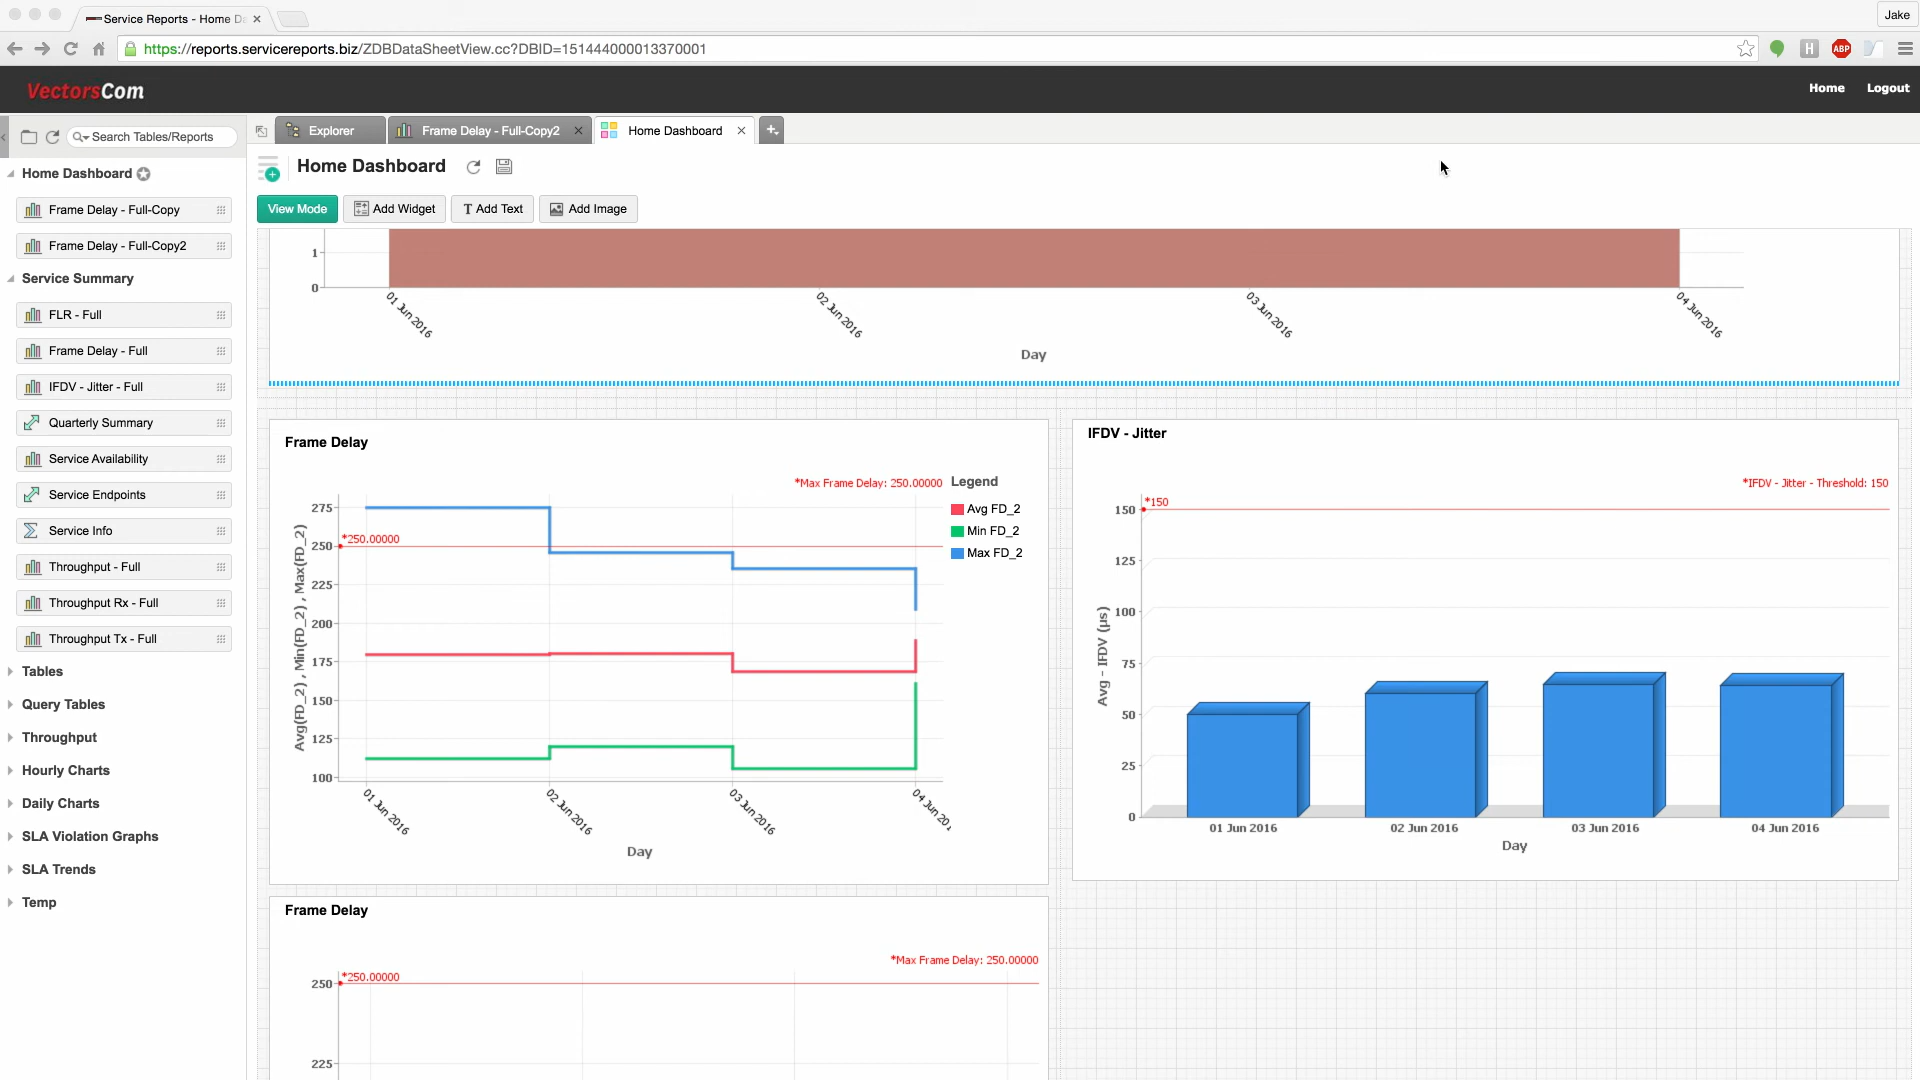 Service Reports - Home D
Jake
https://reports.servicereports.biz/ZDBDataSheetView.cc?DBID=151444000013370001
H
ABP
VectorsCom
Home
Logout
Search Tables/Reports
Explorer
Frame Delay - Full-Copy2
Home Dashboard
Home Dashboard
Frame Delay - Full-Copy
Frame Delay - Full-Copy2
Service Summary
FLR - Full
Frame Delay - Full
IFDV - Jitter - Full
Quarterly Summary
Service Availability
Service Endpoints
Service Info
Throughput - Full
Throughput Rx - Full
Throughput Tx - Full
Tables
Query Tables
Throughput
Hourly Charts
Daily Charts
SLA Violation Graphs
SLA Trends
Temp
Home Dashboard
View Mode
Add Widget
T Add Text
Add Image
1
0
01 Jun 2016
02 Jun 2016
03 Jun 2016
04 Jun 2016
Day
Frame Delay
*Max Frame Delay: 250.00000
Legend
Avg FD_2
Min FD_2
Max FD_2
*250.00000
275
250
225
200
175
150
125
100
Avg(FD_2) , Min(FD_2) , Max(FD_2)
01 Jun 2016
02 Jun 2016
03 Jun 2016
04 Jun 20
Day
IFDV - Jitter
*IFDV - Jitter - Threshold: 150
*150
150
125
100
75
50
25
0
Avg - IFDV (µs)
01 Jun 2016
02 Jun 2016
03 Jun 2016
04 Jun 2016
Day
Frame Delay
*Max Frame Delay: 250.00000
*250.00000
250
225